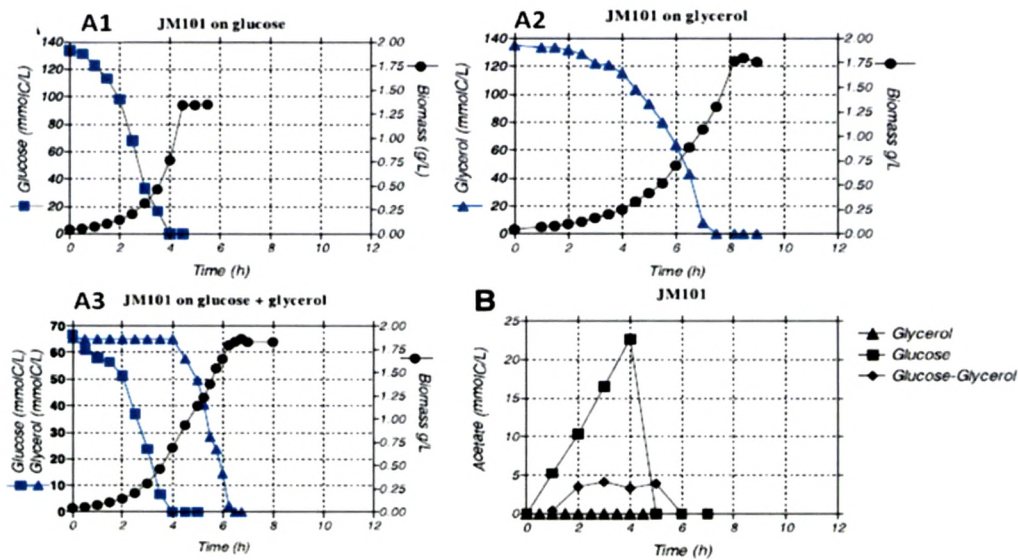 A1 JM101 on glucose
140 120 100 80 60 40 20 0
Glucose (mmolC/L)
2.00 1.75 1.50 1.25 1.00 0.75 0.50 0.25 0.00
Biomass (g/L)
0 2 4 6 8 10 12
Time (h)
A2 JM101 on glycerol
140 120 100 80 60 40 20 0
Glycerol (mmolC/L)
2.00 1.75 1.50 1.25 1.00 0.75 0.50 0.25 0.00
Biomass g/L
0 2 4 6 8 10 12
Time (h)
A3 JM101 on glucose + glycerol
70 60 50 40 30 20 10 0
Glucose (mmolC/L)
Glycerol (mmolC/L)
2.00 1.75 1.50 1.25 1.00 0.75 0.50 0.25 0.00
Biomass g/L
0 2 4 6 8 10 12
Time (h)
B JM101
25 20 15 10 5 0
Acetate (mmolC/L)
0 2 4 6 8 10 12
Time (h)
Glycerol
Glucose
Glucose-Glycerol